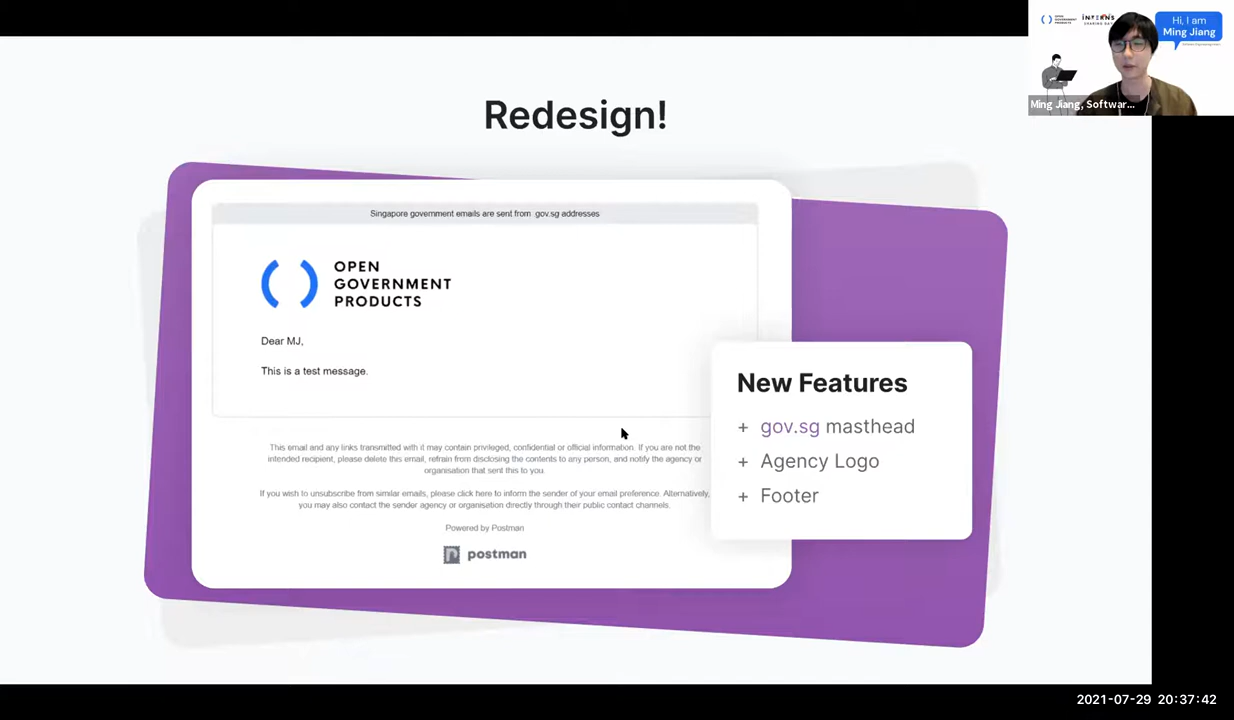 Redesign!
Singapore government emails are sent from gov.sg addresses
OPEN
GOVERNMENT
PRODUCTS
Dear MJ,
This is a test message.
This email and any links transmitted with it may contain privileged, confidential or official information. If you are not the
intended recipient, please delete this email, refrain from disclosing the contents to any person, and notify the agency or
organisation that sent this to you.
If you wish to unsubscribe from similar emails, please click here to inform the sender of your email preference. Alternatively,
you may also contact the sender agency or organisation directly through their public contact channels.
Powered by Postman
postman
New Features
+ gov.sg masthead
+ Agency Logo
+ Footer
OPEN
GOVERNMENT
PRODUCTS
INTERNS
SHARING DAY
Hi, I am
Ming Jiang
Ming Jiang, Softwar...
2021-07-29 20:37:42